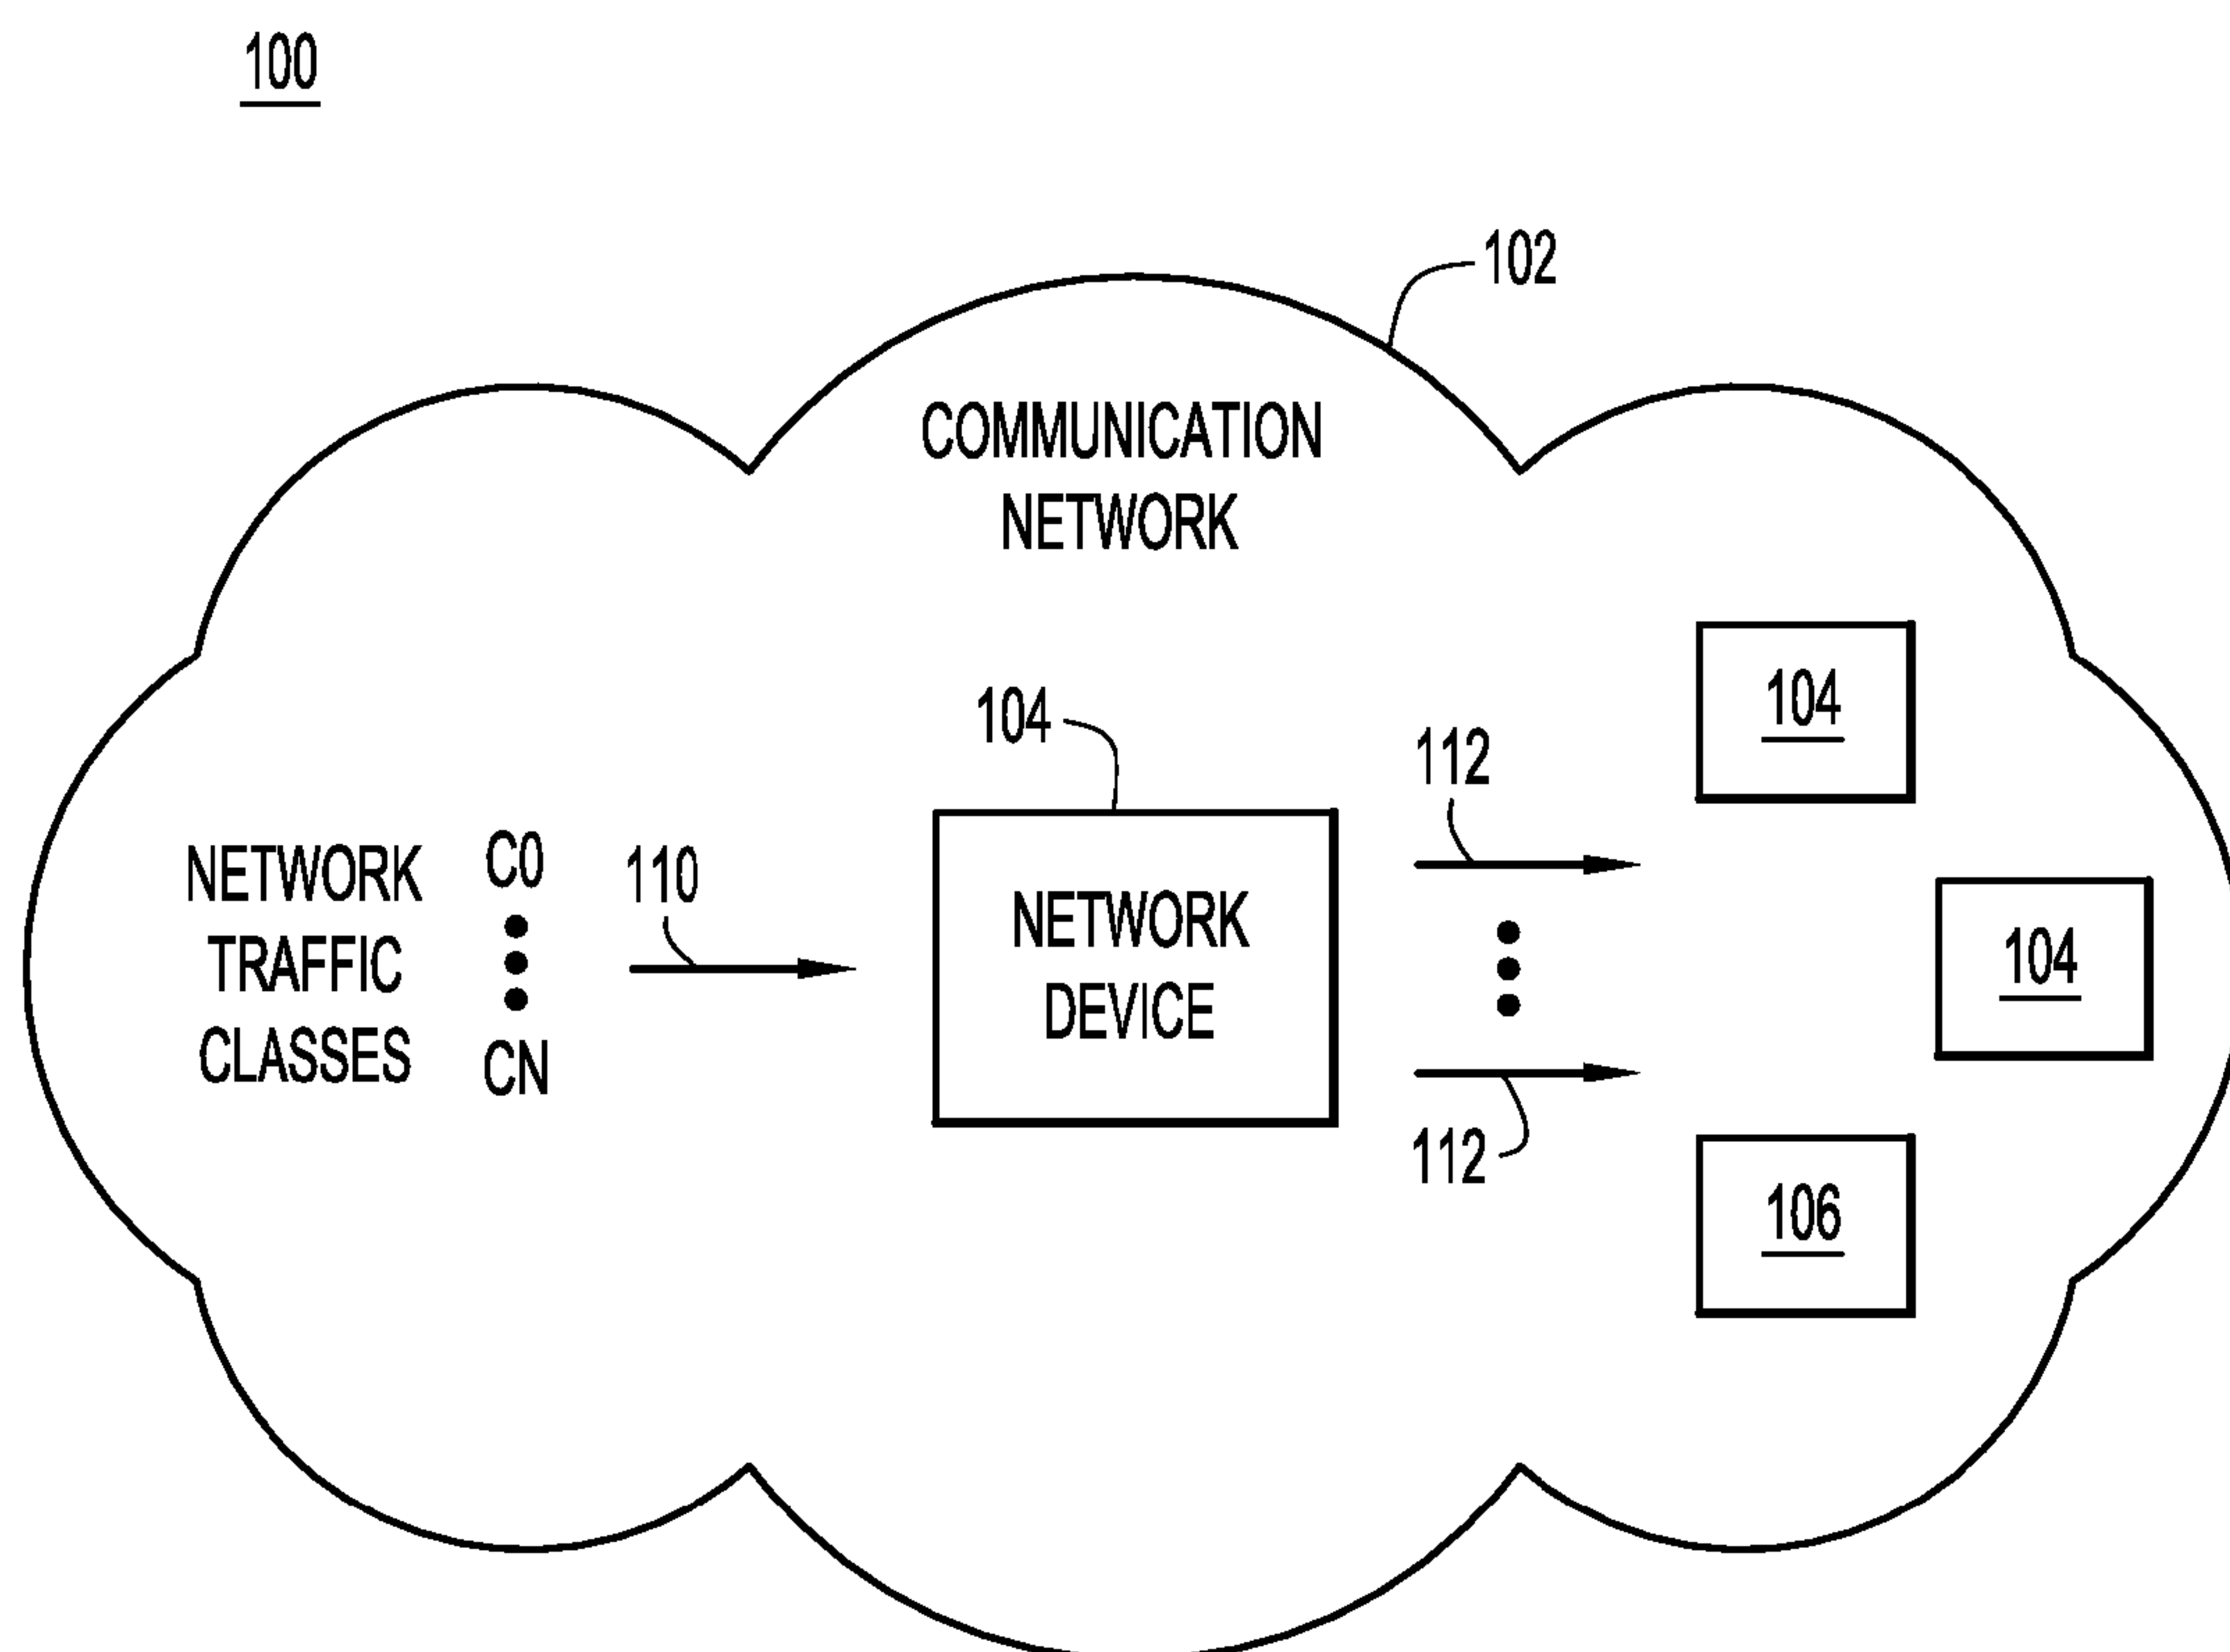 100
102
COMMUNICATION
NETWORK
104
104
112
NETWORK
TRAFFIC
CLASSES
C0
CN
110
NETWORK
DEVICE
104
112
106